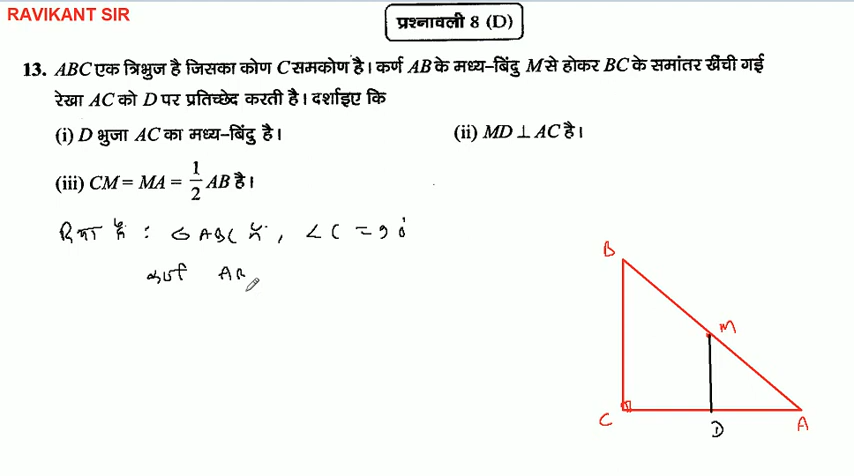 RAVIKANT SIR
प्रश्नावली 8 (D)
13. ABC एक त्रिभुज है जिसका कोण C समकोण है। कर्ण AB के मध्य-बिंदु M से होकर BC के समांतर खींची गई
रेखा AC को D पर प्रतिच्छेद करती है। दर्शाइए कि
(i) D भुजा AC का मध्य-बिंदु है। (ii) MD ⊥ AC है।
(iii) CM = MA = 1/2 AB है।
दिया है : △ ABC में, ∠C = 90°
कर्ण AB
B
M
C D A